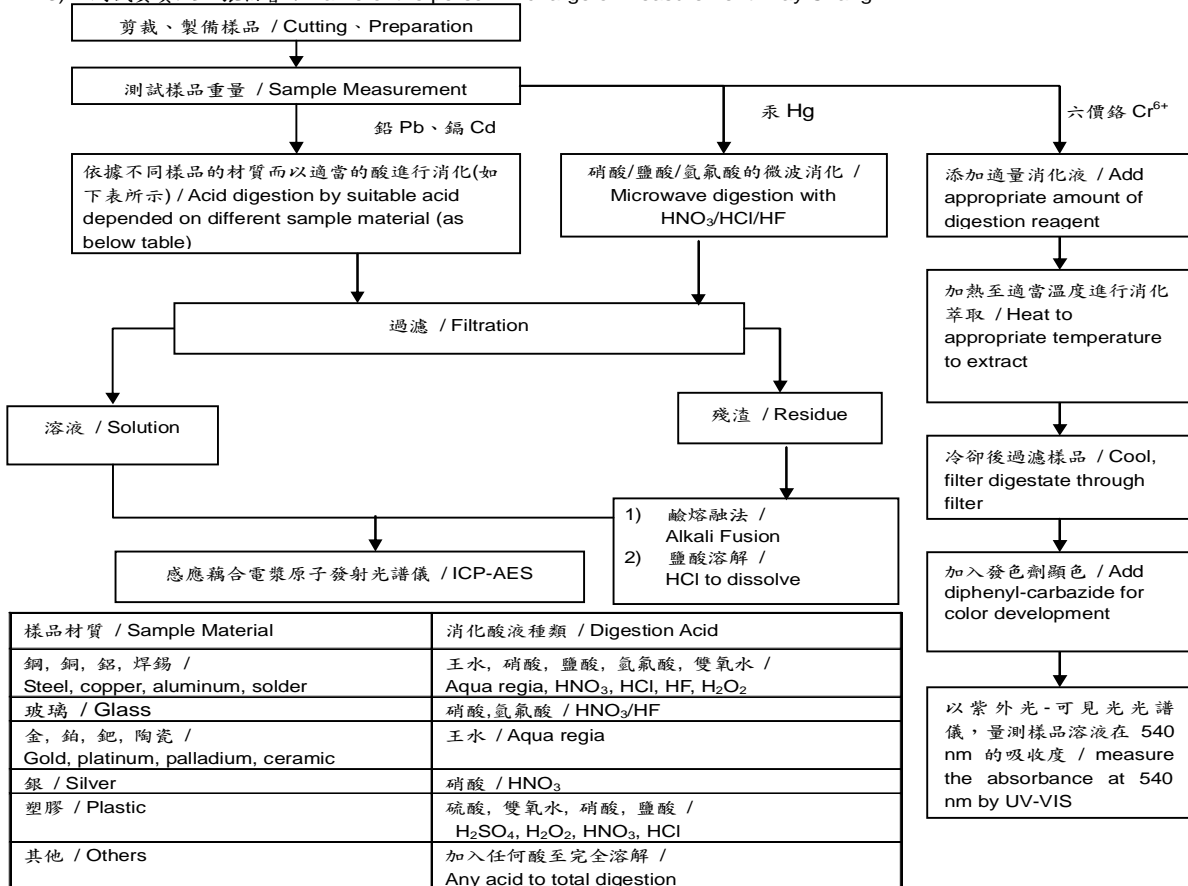 剪裁、製備樣品 / Cutting、Preparation
測試樣品重量 / Sample Measurement
鉛 Pb、鎘 Cd
汞 Hg
六價鉻 Cr⁶⁺
依據不同樣品的材質而以適當的酸進行消化(如
下表所示) / Acid digestion by suitable acid
depended on different sample material (as
below table)
硝酸/鹽酸/氫氟酸的微波消化 /
Microwave digestion with
HNO₃/HCl/HF
添加適量消化液 / Add
appropriate amount of
digestion reagent
過濾 / Filtration
加熱至適當溫度進行消化
萃取 / Heat to
appropriate temperature
to extract
溶液 / Solution
殘渣 / Residue
冷卻後過濾樣品 / Cool,
filter digestate through
filter
1) 鹼熔融法 /
Alkali Fusion
2) 鹽酸溶解 /
HCl to dissolve
感應藕合電漿原子發射光譜儀 / ICP-AES
加入發色劑顯色 / Add
diphenyl-carbazide for
color development
以紫外光-可見光光譜
儀,量測樣品溶液在 540
nm 的吸收度 / measure
the absorbance at 540
nm by UV-VIS
樣品材質 / Sample Material
消化酸液種類 / Digestion Acid
鋼, 銅, 鋁, 焊錫 /
Steel, copper, aluminum, solder
王水, 硝酸, 鹽酸, 氫氟酸, 雙氧水 /
Aqua regia, HNO₃, HCl, HF, H₂O₂
玻璃 / Glass
硝酸,氫氟酸 / HNO₃/HF
金, 鉑, 鈀, 陶瓷 /
Gold, platinum, palladium, ceramic
王水 / Aqua regia
銀 / Silver
硝酸 / HNO₃
塑膠 / Plastic
硫酸, 雙氧水, 硝酸, 鹽酸 /
H₂SO₄, H₂O₂, HNO₃, HCl
其他 / Others
加入任何酸至完全溶解 /
Any acid to total digestion